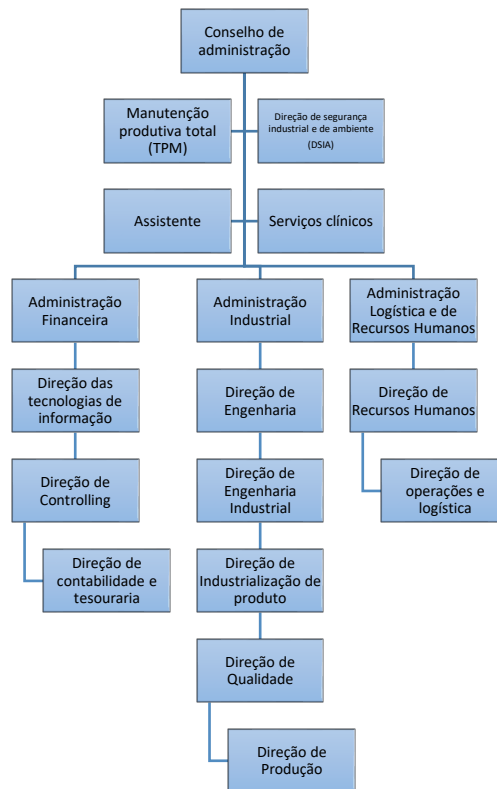 Conselho de
administração
Manutenção
produtiva total
(TPM)
Direção de segurança
industrial e de ambiente
(DSIA)
Assistente
Serviços clínicos
Administração
Financeira
Administração
Industrial
Administração
Logística e de
Recursos Humanos
Direção das
tecnologias de
informação
Direção de
Engenharia
Direção de
Recursos Humanos
Direção de
Controlling
Direção de
Engenharia
Industrial
Direção de
operações e
logística
Direção de
contabilidade e
tesouraria
Direção de
Industrialização de
produto
Direção de
Qualidade
Direção de
Produção